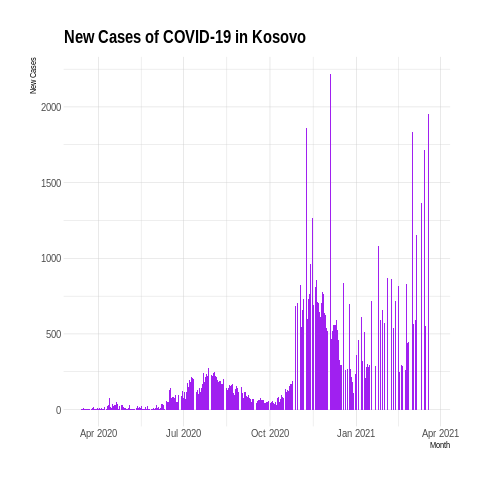 New Cases of COVID-19 in Kosovo
New Cases
2000
1500
1000
500
0
Apr 2020
Jul 2020
Oct 2020
Jan 2021
Apr 2021
Month